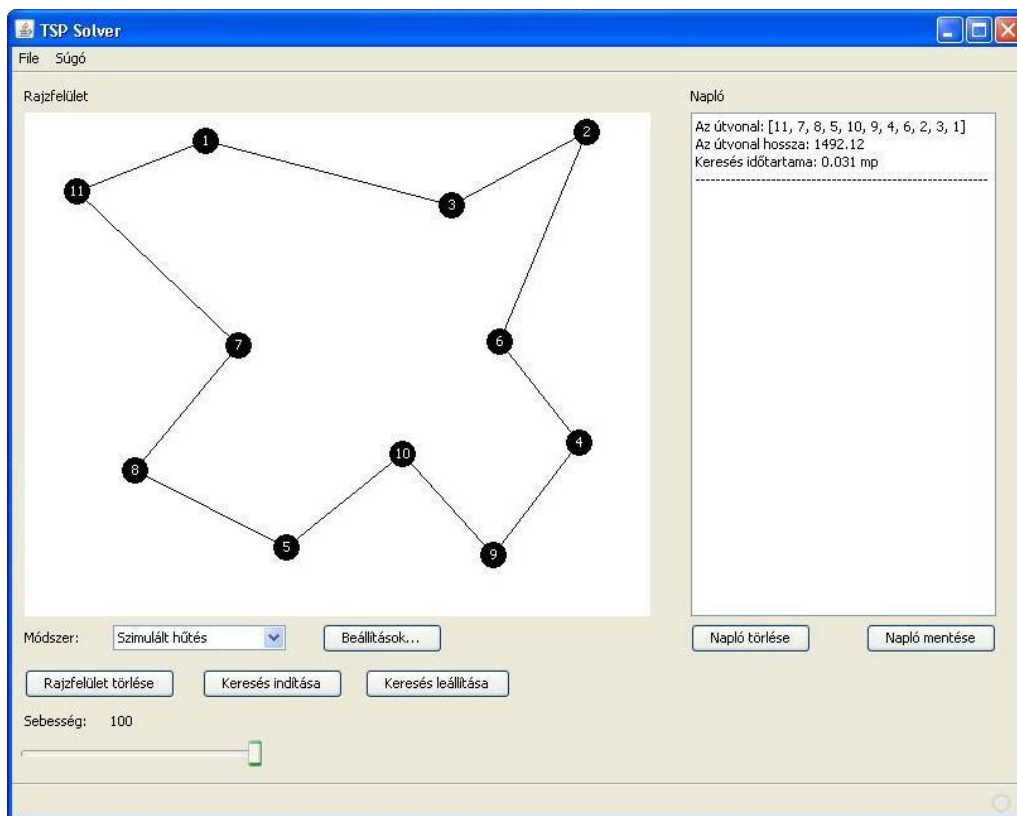 TSP Solver
File Súgó
Rajzfelület
1
2
11
3
7
6
8
10
4
5
9
Napló
Az útvonal: [11, 7, 8, 5, 10, 9, 4, 6, 2, 3, 1]
Az útvonal hossza: 1492.12
Keresés időtartama: 0.031 mp
------------------------------------------------------------
Módszer: Szimulált hűtés Beállítások... Napló törlése Napló mentése
Rajzfelület törlése Keresés indítása Keresés leállítása
Sebesség: 100